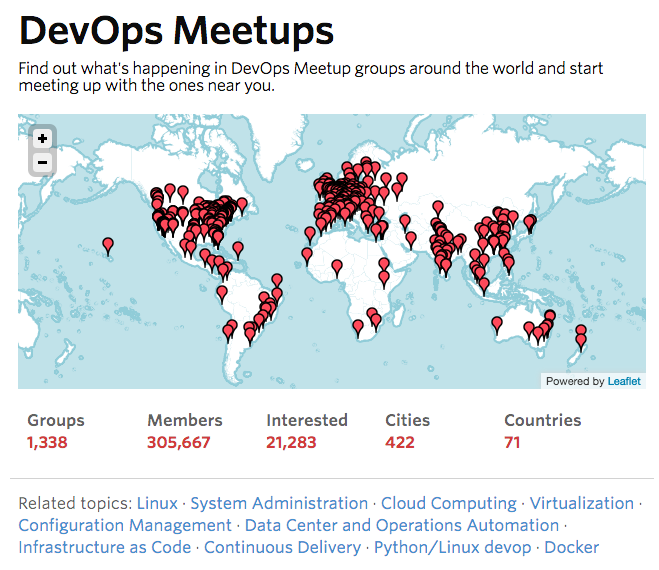 DevOps Meetups
Find out what's happening in DevOps Meetup groups around the world and start
meeting up with the ones near you.
+
−
Powered by Leaflet
Groups Members Interested Cities Countries
1,338 305,667 21,283 422 71
Related topics: Linux · System Administration · Cloud Computing · Virtualization ·
Configuration Management · Data Center and Operations Automation ·
Infrastructure as Code · Continuous Delivery · Python/Linux devop · Docker